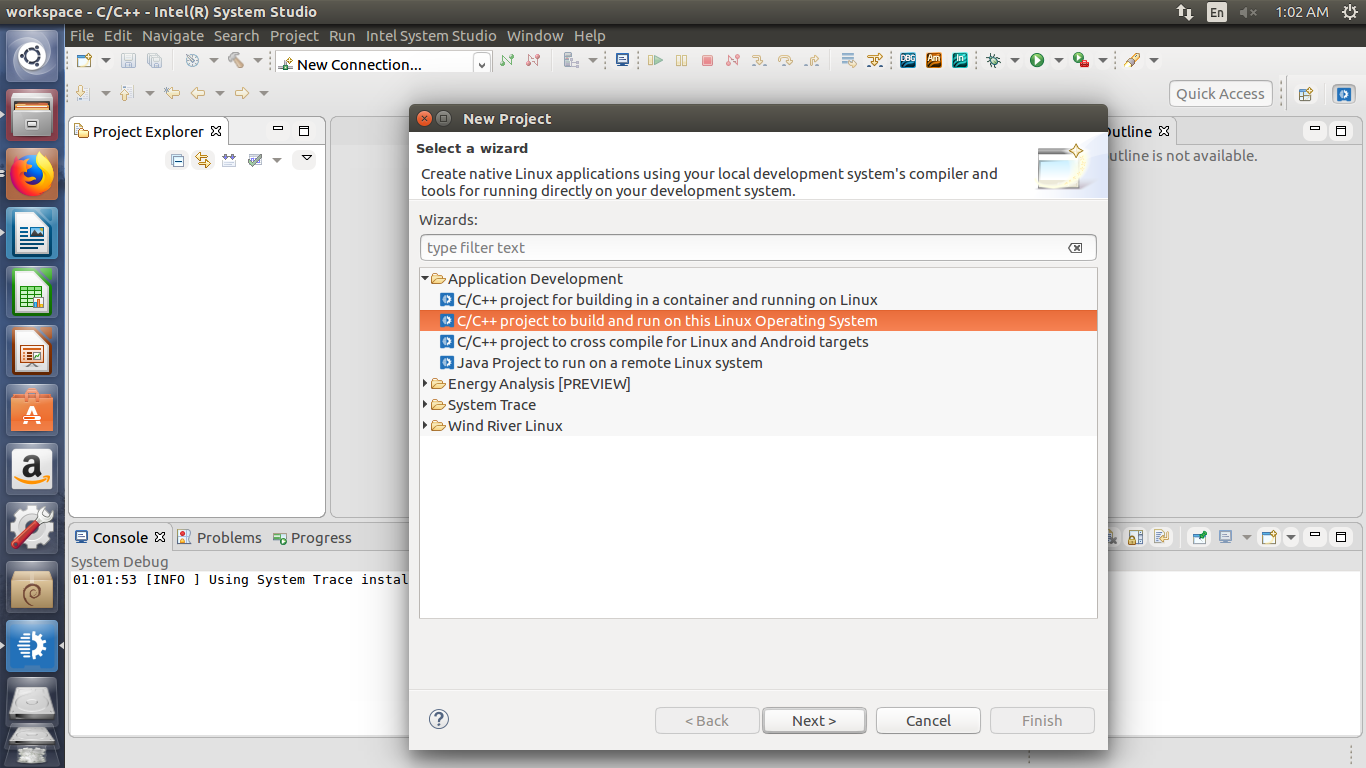 workspace - C/C++ - Intel(R) System Studio
En
1:02 AM
File Edit Navigate Search Project Run Intel System Studio Window Help
New Connection...
DBG
Am
In
Quick Access
Project Explorer
New Project
utline
utline is not available.
Select a wizard
Create native Linux applications using your local development system's compiler and
tools for running directly on your development system.
Wizards:
type filter text
Application Development
C/C++ project for building in a container and running on Linux
C/C++ project to build and run on this Linux Operating System
C/C++ project to cross compile for Linux and Android targets
Java Project to run on a remote Linux system
Energy Analysis [PREVIEW]
System Trace
Wind River Linux
Console Problems Progress
System Debug
01:01:53 [INFO ] Using System Trace instal
< Back Next > Cancel Finish